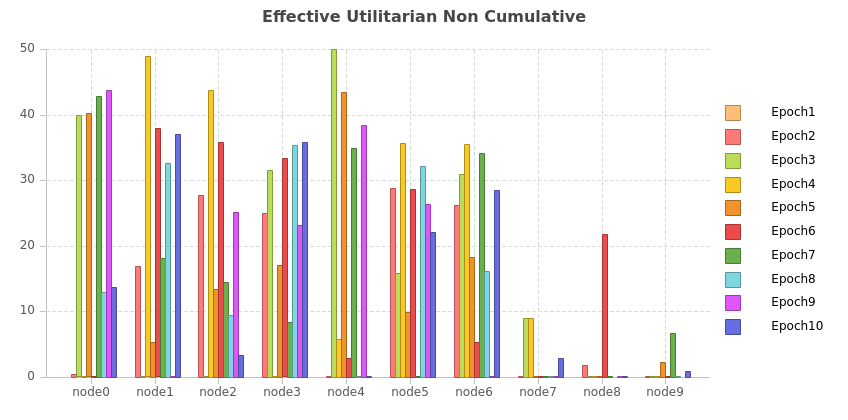 Effective Utilitarian Non Cumulative
50
40
30
20
10
0
node0 node1 node2 node3 node4 node5 node6 node7 node8 node9
Epoch1
Epoch2
Epoch3
Epoch4
Epoch5
Epoch6
Epoch7
Epoch8
Epoch9
Epoch10